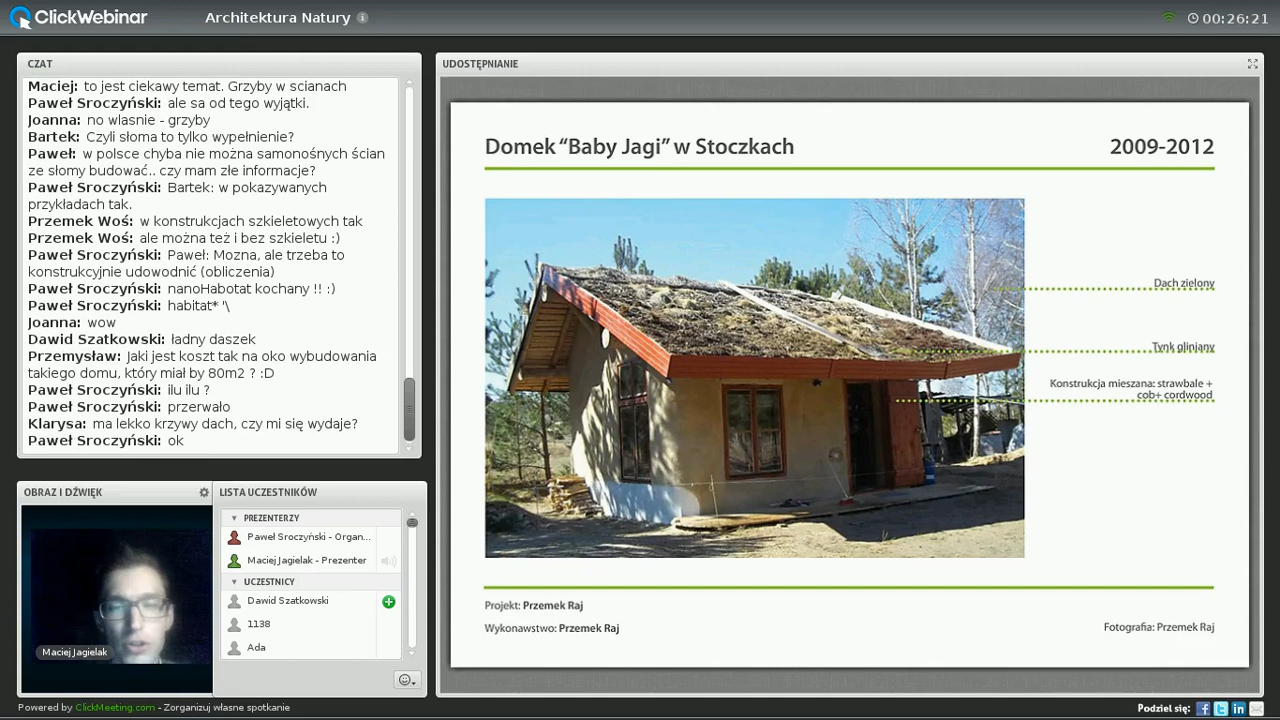 ClickWebinar
Architektura Natury
00:26:21
CZAT
Maciej: to jest ciekawy temat. Grzyby w scianach
Paweł Sroczyński: ale sa od tego wyjątki.
Joanna: no wlasnie - grzyby
Bartek: Czyli słoma to tylko wypełnienie?
Paweł: w polsce chyba nie można samonośnych ścian
ze słomy budować.. czy mam złe informacje?
Paweł Sroczyński: Bartek: w pokazywanych
przykładach tak.
Przemek Woś: w konstrukcjach szkieletowych tak
Przemek Woś: ale można też i bez szkieletu :)
Paweł Sroczyński: Paweł: Mozna, ale trzeba to
konstrukcyjnie udowodnić (obliczenia)
Paweł Sroczyński: nanoHabotat kochany !! :)
Paweł Sroczyński: habitat* '\
Joanna: wow
Dawid Szatkowski: ładny daszek
Przemysław: Jaki jest koszt tak na oko wybudowania
takiego domu, który miał by 80m2 ? :D
Paweł Sroczyński: ilu ilu ?
Paweł Sroczyński: przerwało
Klarysa: ma lekko krzywy dach, czy mi się wydaje?
Paweł Sroczyński: ok
OBRAZ I DŹWIĘK
Maciej Jagielak
LISTA UCZESTNIKÓW
PREZENTERZY
Paweł Sroczyński - Organ...
Maciej Jagielak - Prezenter
UCZESTNICY
Dawid Szatkowski
1138
Ada
UDOSTĘPNIANIE
Domek “Baby Jagi” w Stoczkach
2009-2012
Dach zielony
Tynk gliniany
Konstrukcja mieszana: strawbale +
cob+ cordwood
Projekt: Przemek Raj
Wykonawstwo: Przemek Raj
Fotografia: Przemek Raj
Powered by ClickMeeting.com - Zorganizuj własne spotkanie
Podziel się: